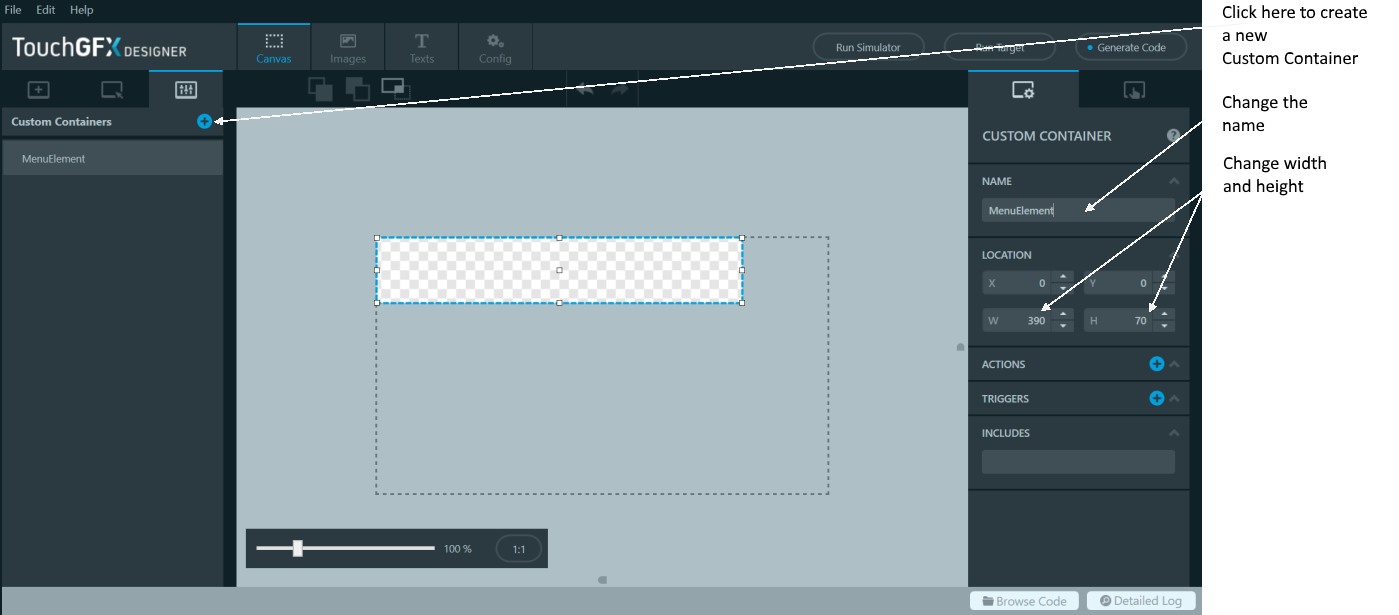 File Edit Help
Click here to create
a new
Custom Container
TouchGFX DESIGNER
Canvas
Images
Texts
Config
Run Simulator
Run Target
Generate Code
Custom Containers
MenuElement
CUSTOM CONTAINER
?
Change the
name
NAME
MenuElement
Change width
and height
LOCATION
X 0 Y 0
W 390 H 70
ACTIONS
TRIGGERS
INCLUDES
100 % 1:1
Browse Code Detailed Log